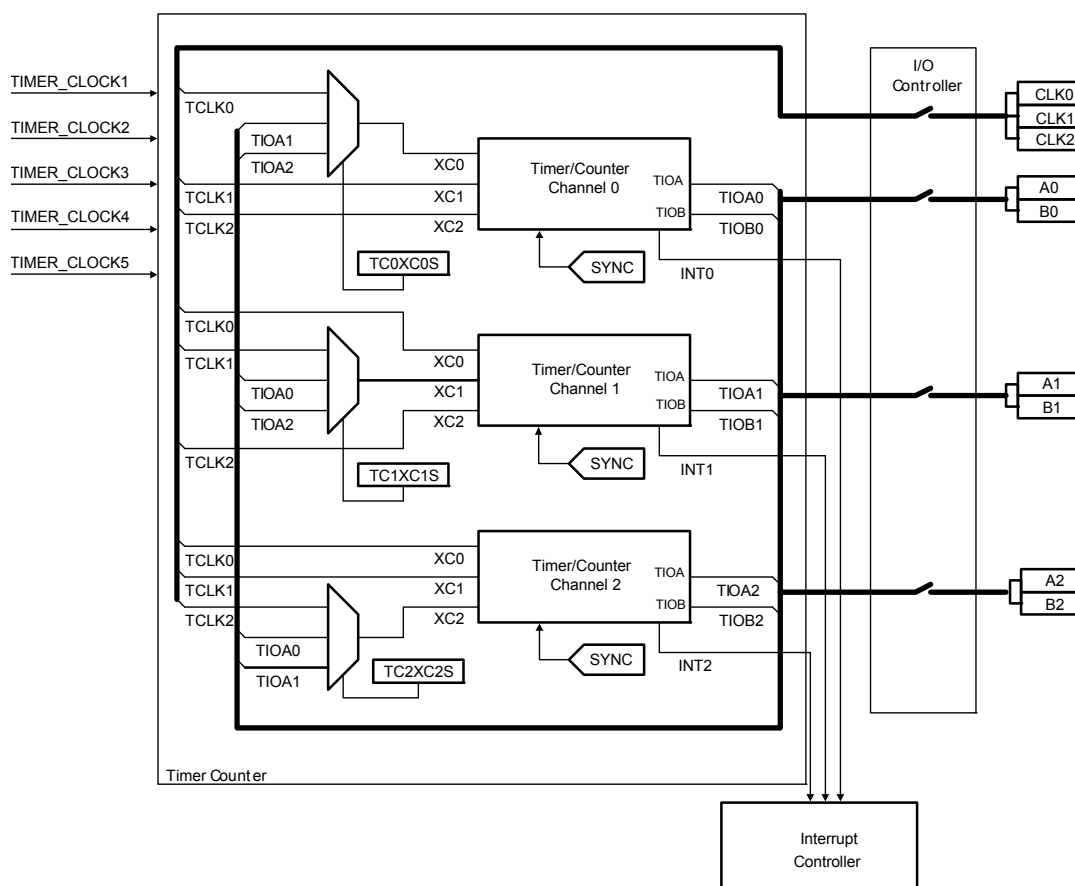 I/O
Controller
TIMER_CLOCK1
TIMER_CLOCK2
TIMER_CLOCK3
TIMER_CLOCK4
TIMER_CLOCK5
TCLK0
TIOA1
TIOA2
TCLK1
TCLK2
XC0
XC1
XC2
Timer/Counter
Channel 0
TIOA
TIOB
TIOA0
TIOB0
TC0XC0S
SYNC
INT0
CLK0
CLK1
CLK2
A0
B0
TCLK0
TCLK1
TIOA0
TIOA2
TCLK2
XC0
XC1
XC2
Timer/Counter
Channel 1
TIOA
TIOB
TIOA1
TIOB1
TC1XC1S
SYNC
INT1
A1
B1
TCLK0
TCLK1
TCLK2
TIOA0
TIOA1
XC0
XC1
XC2
Timer/Counter
Channel 2
TIOA
TIOB
TIOA2
TIOB2
TC2XC2S
SYNC
INT2
A2
B2
Timer Counter
Interrupt
Controller